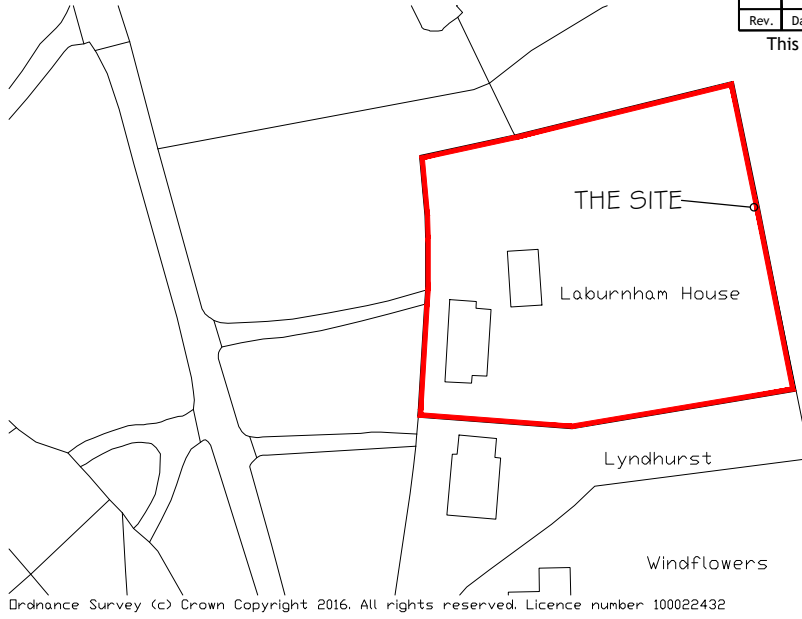 Rev.
Da
This
THE SITE
Laburnham House
Lyndhurst
Windflowers
Ordnance Survey (c) Crown Copyright 2016. All rights reserved. Licence number 100022432